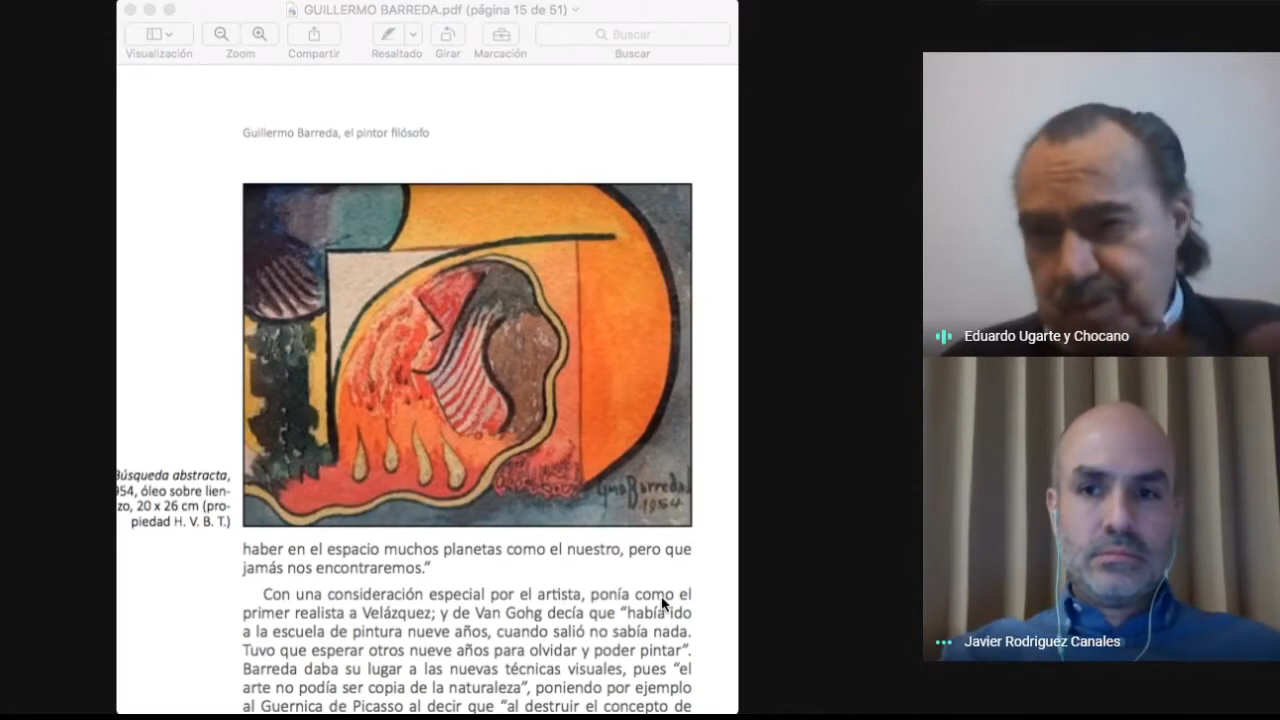 GUILLERMO BARREDA.pdf (página 15 de 51)
Visualización
Zoom
Compartir
Resaltado
Girar
Marcación
Buscar
Buscar
Guillermo Barreda, el pintor filósofo
Gmo Barreda
1954
Búsqueda abstracta,
954, óleo sobre lien-
zo, 20 x 26 cm (pro-
piedad H. V. B. T.)
haber en el espacio muchos planetas como el nuestro, pero que
jamás nos encontraremos.”
Con una consideración especial por el artista, ponía como el
primer realista a Velázquez; y de Van Gohg decía que “había ido
a la escuela de pintura nueve años, cuando salió no sabía nada.
Tuvo que esperar otros nueve años para olvidar y poder pintar”.
Barreda daba su lugar a las nuevas técnicas visuales, pues “el
arte no podía ser copia de la naturaleza”, poniendo por ejemplo
al Guernica de Picasso al decir que “al destruir el concepto de
Eduardo Ugarte y Chocano
Javier Rodriguez Canales